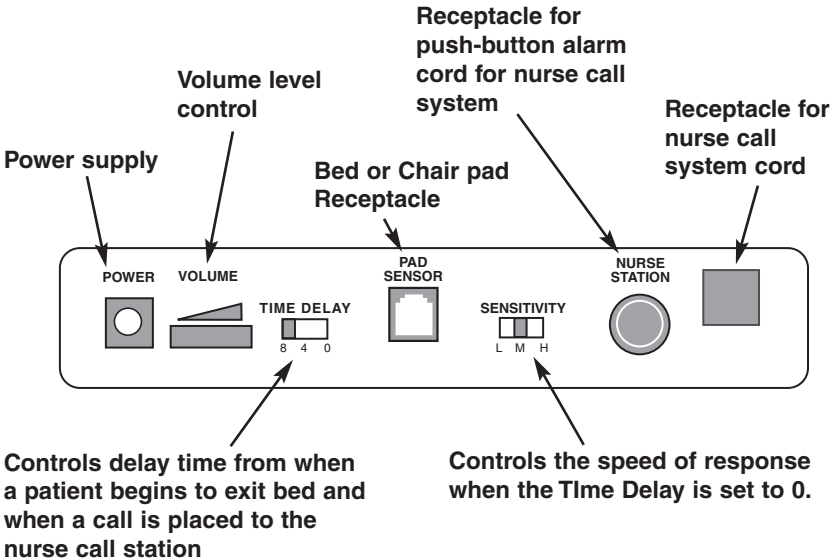 Receptacle for
push-button alarm
cord for nurse call
system
Volume level
control
Receptacle for
nurse call
system cord
Power supply
Bed or Chair pad
Receptacle
POWER
VOLUME
TIME DELAY
8 4 0
PAD
SENSOR
SENSITIVITY
L M H
NURSE
STATION
Controls delay time from when
a patient begins to exit bed and
when a call is placed to the
nurse call station
Controls the speed of response
when the TIme Delay is set to 0.